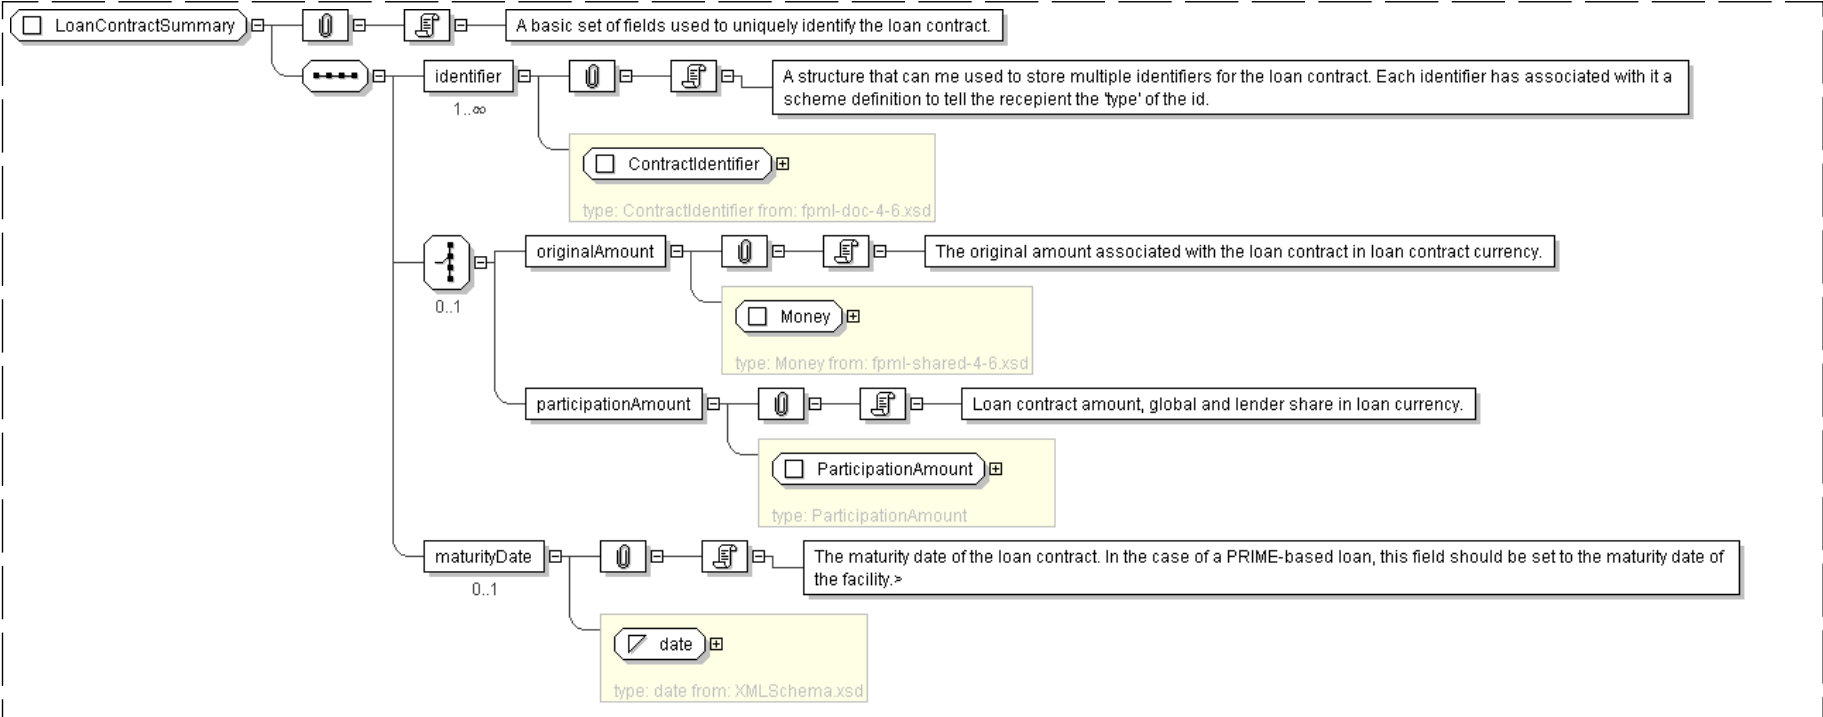 LoanContractSummary
A basic set of fields used to uniquely identify the loan contract.
identifier
1..∞
A structure that can me used to store multiple identifiers for the loan contract. Each identifier has associated with it a
scheme definition to tell the recepient the 'type' of the id.
ContractIdentifier
type: ContractIdentifier from: fpml-doc-4-6.xsd
0..1
originalAmount
The original amount associated with the loan contract in loan contract currency.
Money
type: Money from: fpml-shared-4-6.xsd
participationAmount
Loan contract amount, global and lender share in loan currency.
ParticipationAmount
type: ParticipationAmount
maturityDate
0..1
The maturity date of the loan contract. In the case of a PRIME-based loan, this field should be set to the maturity date of
the facility.>
date
type: date from: XMLSchema.xsd